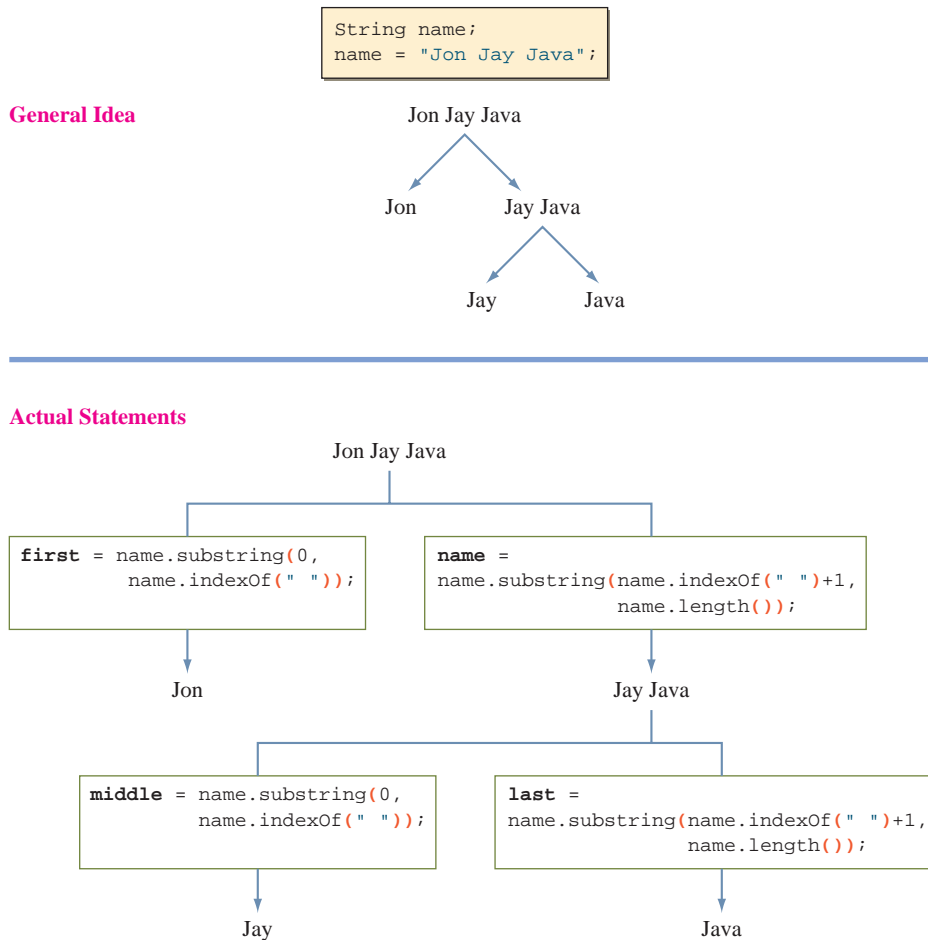 String name;
name = "Jon Jay Java";
General Idea
Jon Jay Java
Jon
Jay Java
Jay
Java
Actual Statements
Jon Jay Java
first = name.substring(0,
name.indexOf(" "));
name =
name.substring(name.indexOf(" ")+1,
name.length());
Jon
Jay Java
middle = name.substring(0,
name.indexOf(" "));
last =
name.substring(name.indexOf(" ")+1,
name.length());
Jay
Java